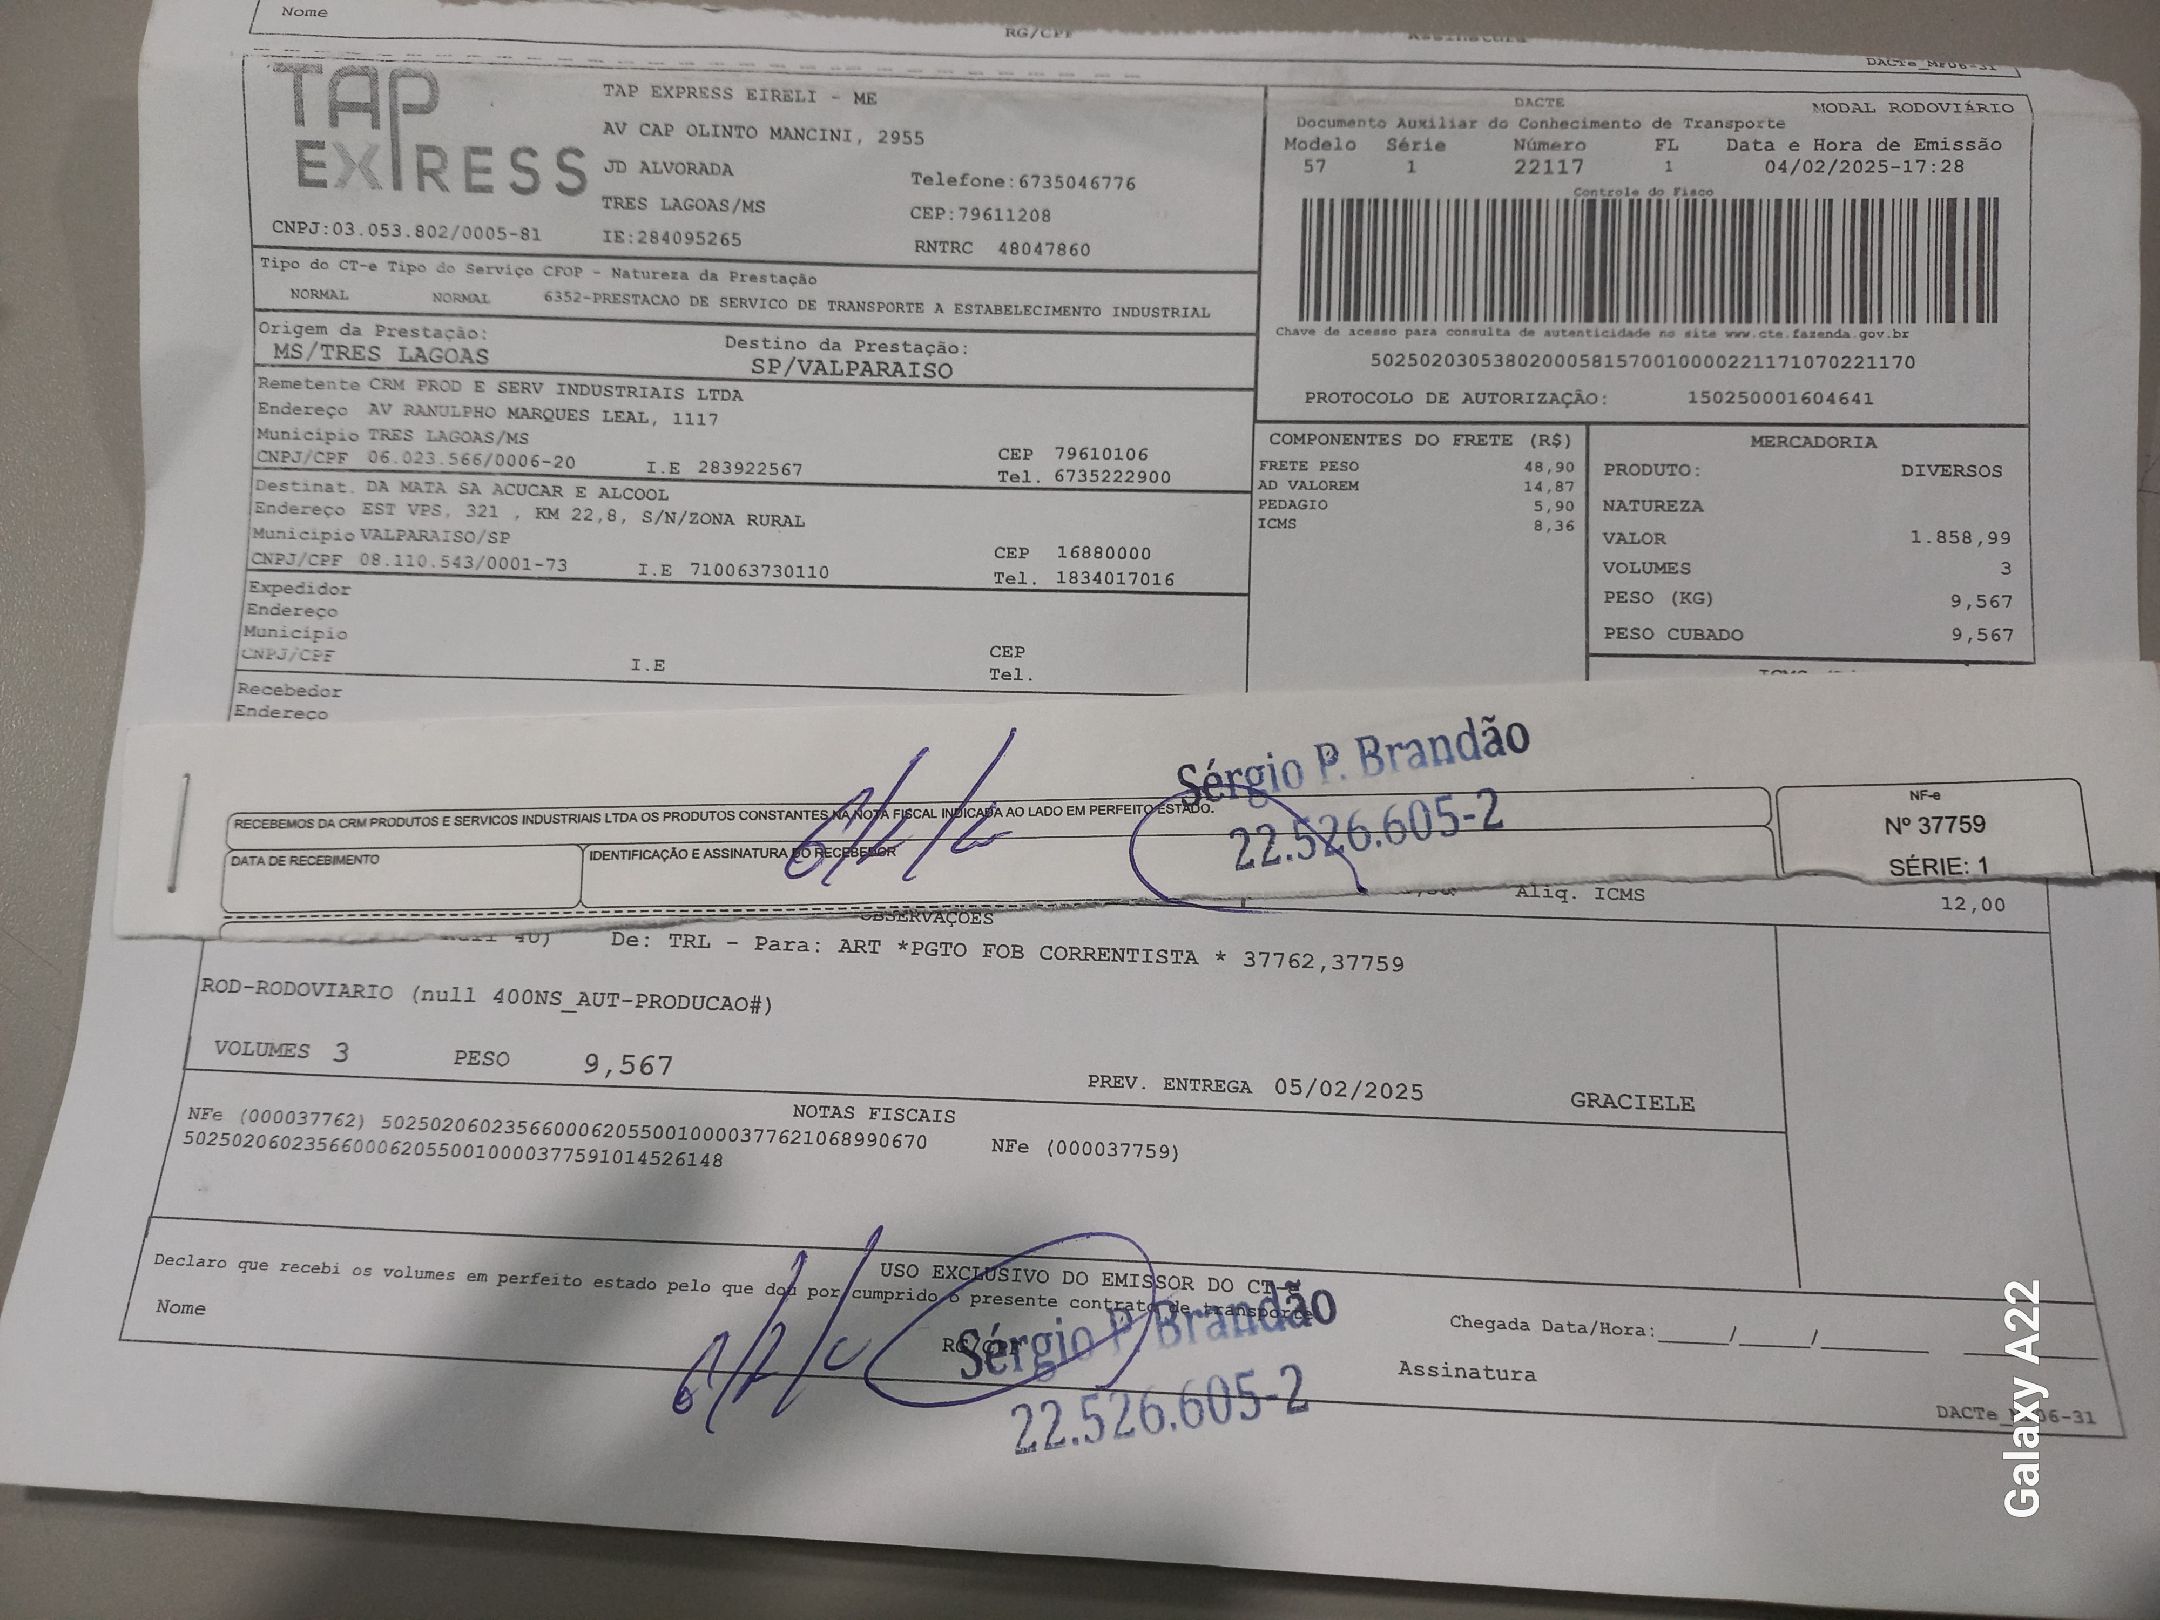 Nome
RG/CPF
Assinatura
DACTe_MF06-31
TAP
EXPRESS
TAP EXPRESS EIRELI - ME
AV CAP OLINTO MANCINI, 2955
JD ALVORADA
Telefone:6735046776
TRES LAGOAS/MS
CEP:79611208
CNPJ:03.053.802/0005-81
IE:284095265
RNTRC 48047860
DACTE
MODAL RODOVIÁRIO
Documento Auxiliar do Conhecimento de Transporte
Modelo Série Número FL Data e Hora de Emissão
57 1 22117 1 04/02/2025-17:28
Controle do Fisco
Chave de acesso para consulta de autenticidade no site www.cte.fazenda.gov.br
50250203053802000581570010000221171070221170
PROTOCOLO DE AUTORIZAÇÃO: 150250001604641
Tipo do CT-e Tipo do Serviço CFOP - Natureza da Prestação
NORMAL NORMAL 6352-PRESTACAO DE SERVICO DE TRANSPORTE A ESTABELECIMENTO INDUSTRIAL
Origem da Prestação: Destino da Prestação:
MS/TRES LAGOAS SP/VALPARAISO
Remetente CRM PROD E SERV INDUSTRIAIS LTDA
Endereço AV RANULPHO MARQUES LEAL, 1117
Município TRES LAGOAS/MS CEP 79610106
CNPJ/CPF 06.023.566/0006-20 I.E 283922567 Tel. 6735222900
Destinat. DA MATA SA ACUCAR E ALCOOL
Endereço EST VPS, 321 , KM 22,8, S/N/ZONA RURAL
Município VALPARAISO/SP CEP 16880000
CNPJ/CPF 08.110.543/0001-73 I.E 710063730110 Tel. 1834017016
Expedidor
Endereço
Município CEP
CNPJ/CPF I.E Tel.
Recebedor
Endereço
COMPONENTES DO FRETE (R$)
FRETE PESO 48,90
AD VALOREM 14,87
PEDAGIO 5,90
ICMS 8,36
MERCADORIA
PRODUTO: DIVERSOS
NATUREZA
VALOR 1.858,99
VOLUMES 3
PESO (KG) 9,567
PESO CUBADO 9,567
Sérgio P. Brandão
22.526.605-2
RECEBEMOS DA CRM PRODUTOS E SERVICOS INDUSTRIAIS LTDA OS PRODUTOS CONSTANTES NA NOTA FISCAL INDICADA AO LADO EM PERFEITO ESTADO.
DATA DE RECEBIMENTO
IDENTIFICAÇÃO E ASSINATURA DO RECEBEDOR
NF-e
Nº 37759
SÉRIE: 1
Aliq. ICMS
12,00
OBSERVAÇÕES
De: TRL - Para: ART *PGTO FOB CORRENTISTA * 37762,37759
ROD-RODOVIARIO (null 400NS_AUT-PRODUCAO#)
VOLUMES 3 PESO 9,567
PREV. ENTREGA 05/02/2025 GRACIELE
NOTAS FISCAIS
NFe (000037762) 50250206023566000620550010000377621068990670 NFe (000037759)
50250206023566000620550010000377591014526148
USO EXCLUSIVO DO EMISSOR DO CT-e
Declaro que recebi os volumes em perfeito estado pelo que dou por cumprido o presente contrato de transporte
Nome
RG/CPF
Sérgio P. Brandão
22.526.605-2
Chegada Data/Hora:_____/_____/_____
Assinatura
DACTe_MF06-31
Galaxy A22